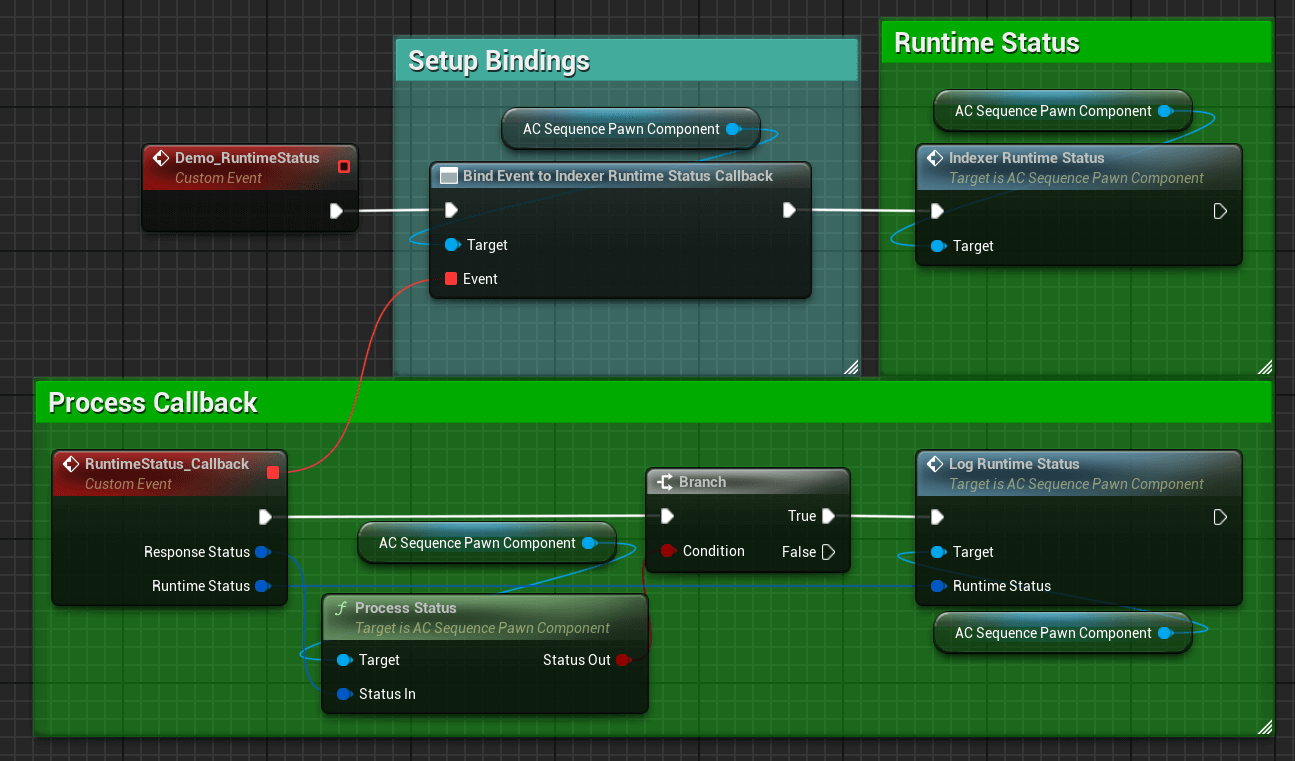 Setup Bindings
Runtime Status
AC Sequence Pawn Component
AC Sequence Pawn Component
Demo_RuntimeStatus
Custom Event
Bind Event to Indexer Runtime Status Callback
Target
Event
Indexer Runtime Status
Target is AC Sequence Pawn Component
Target
Process Callback
RuntimeStatus_Callback
Custom Event
Response Status
Runtime Status
AC Sequence Pawn Component
Process Status
Target is AC Sequence Pawn Component
Target
Status Out
Status In
Branch
True
Condition
False
Log Runtime Status
Target is AC Sequence Pawn Component
Target
Runtime Status
AC Sequence Pawn Component